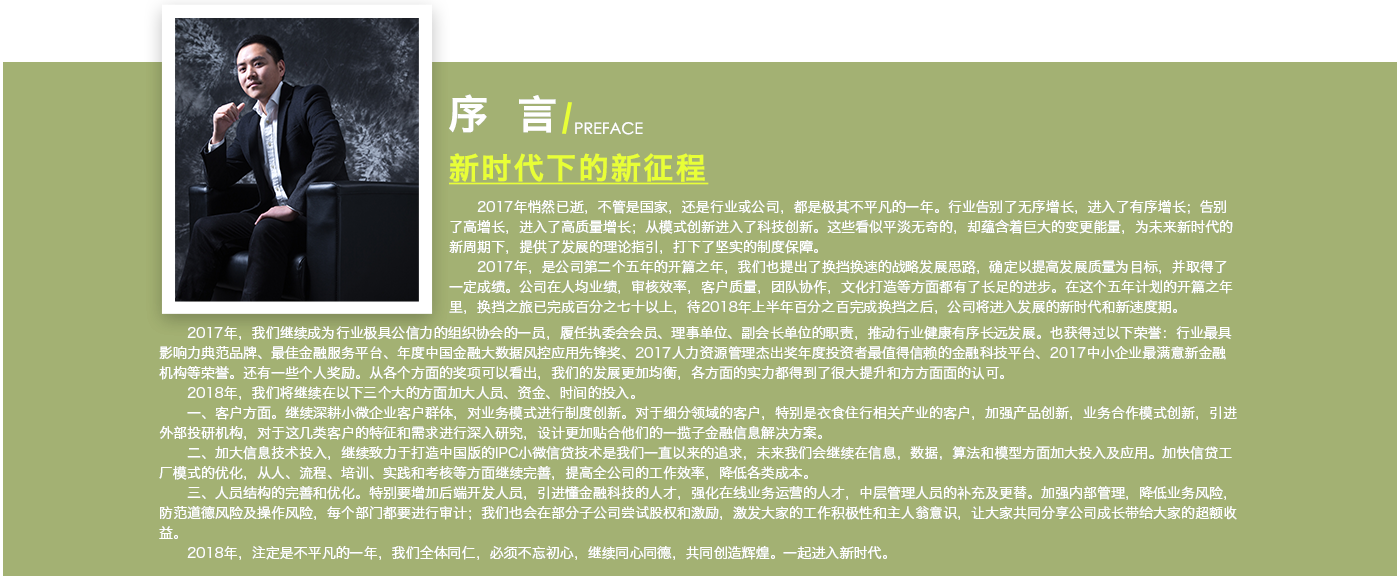 序 言/PREFACE
新时代下的新征程
2017年悄然已逝，不管是国家，还是行业或公司，都是极其不平凡的一年。行业告别了无序增长，进入了有序增长；告别
了高增长，进入了高质量增长；从模式创新进入了科技创新。这些看似平淡无奇的，却蕴含着巨大的变更能量，为未来新时代的
新周期下，提供了发展的理论指引，打下了坚实的制度保障。
2017年，是公司第二个五年的开篇之年，我们也提出了换挡换速的战略发展思路，确定以提高发展质量为目标，并取得了
一定成绩。公司在人均业绩，审核效率，客户质量，团队协作，文化打造等方面都有了长足的进步。在这个五年计划的开篇之年
里，换挡之旅已完成百分之七十以上，待2018年上半年百分之百完成换挡之后，公司将进入发展的新时代和新速度期。
2017年，我们继续成为行业极具公信力的组织协会的一员，履任执委会会员、理事单位、副会长单位的职责，推动行业健康有序长远发展。也获得过以下荣誉：行业最具
影响力典范品牌、最佳金融服务平台、年度中国金融大数据风控应用先锋奖、2017人力资源管理杰出奖年度投资者最值得信赖的金融科技平台、2017中小企业最满意新金融
机构等荣誉。还有一些个人奖励。从各个方面的奖项可以看出，我们的发展更加均衡，各方面的实力都得到了很大提升和方方面面的认可。
2018年，我们将继续在以下三个大的方面加大人员、资金、时间的投入。
一、客户方面。继续深耕小微企业客户群体，对业务模式进行制度创新。对于细分领域的客户，特别是衣食住行相关产业的客户，加强产品创新，业务合作模式创新，引进
外部投研机构，对于这几类客户的特征和需求进行深入研究，设计更加贴合他们的一揽子金融信息解决方案。
二、加大信息技术投入，继续致力于打造中国版的IPC小微信贷技术是我们一直以来的追求，未来我们会继续在信息，数据，算法和模型方面加大投入及应用。加快信贷工
厂模式的优化，从人、流程、培训、实践和考核等方面继续完善，提高全公司的工作效率，降低各类成本。
三、人员结构的完善和优化。特别要增加后端开发人员，引进懂金融科技的人才，强化在线业务运营的人才，中层管理人员的补充及更替。加强内部管理，降低业务风险，
防范道德风险及操作风险，每个部门都要进行审计；我们也会在部分子公司尝试股权和激励，激发大家的工作积极性和主人翁意识，让大家共同分享公司成长带给大家的超额收
益。
2018年，注定是不平凡的一年，我们全体同仁，必须不忘初心，继续同心同德，共同创造辉煌。一起进入新时代。